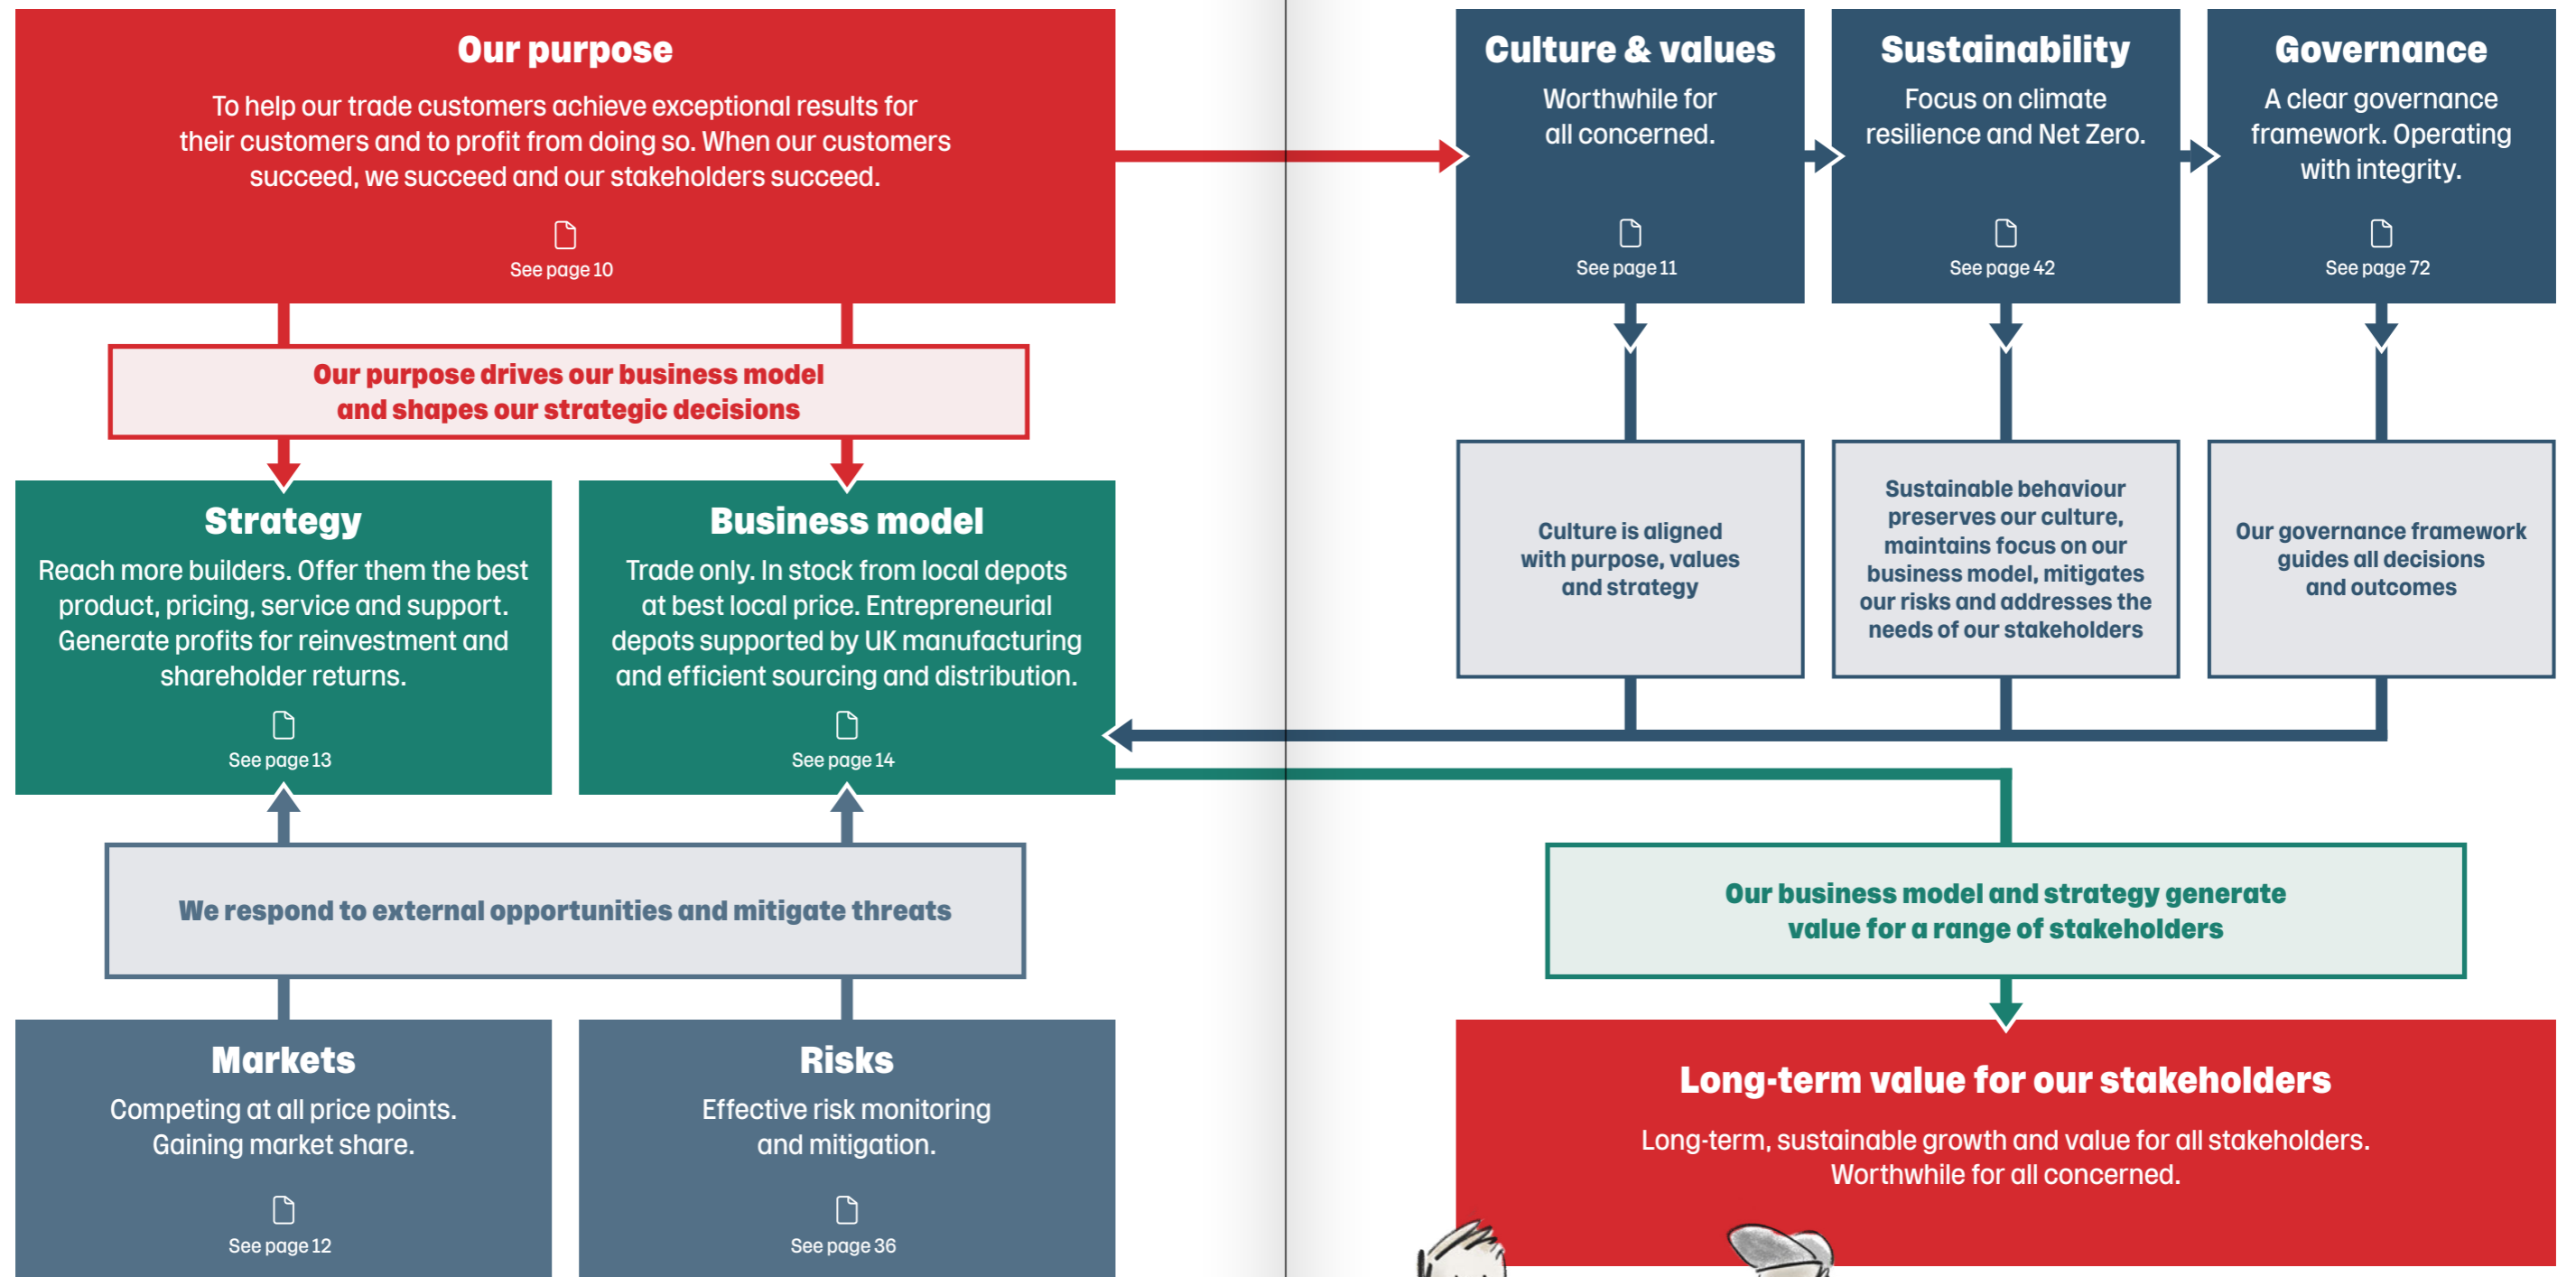 Our purpose
To help our trade customers achieve exceptional results for
their customers and to profit from doing so. When our customers
succeed, we succeed and our stakeholders succeed.
See page 10
Our purpose drives our business model
and shapes our strategic decisions
Strategy
Reach more builders. Offer them the best
product, pricing, service and support.
Generate profits for reinvestment and
shareholder returns.
See page 13
Business model
Trade only. In stock from local depots
at best local price. Entrepreneurial
depots supported by UK manufacturing
and efficient sourcing and distribution.
See page 14
We respond to external opportunities and mitigate threats
Markets
Competing at all price points.
Gaining market share.
See page 12
Risks
Effective risk monitoring
and mitigation.
See page 36
Culture & values
Worthwhile for
all concerned.
See page 11
Sustainability
Focus on climate
resilience and Net Zero.
See page 42
Governance
A clear governance
framework. Operating
with integrity.
See page 72
Culture is aligned
with purpose, values
and strategy
Sustainable behaviour
preserves our culture,
maintains focus on our
business model, mitigates
our risks and addresses the
needs of our stakeholders
Our governance framework
guides all decisions
and outcomes
Our business model and strategy generate
value for a range of stakeholders
Long-term value for our stakeholders
Long-term, sustainable growth and value for all stakeholders.
Worthwhile for all concerned.